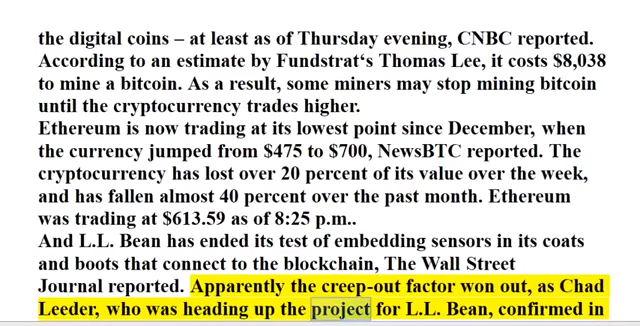 the digital coins – at least as of Thursday evening, CNBC reported.
According to an estimate by Fundstrat‘s Thomas Lee, it costs $8,038
to mine a bitcoin. As a result, some miners may stop mining bitcoin
until the cryptocurrency trades higher.
Ethereum is now trading at its lowest point since December, when
the currency jumped from $475 to $700, NewsBTC reported. The
cryptocurrency has lost over 20 percent of its value over the week,
and has fallen almost 40 percent over the past month. Ethereum
was trading at $613.59 as of 8:25 p.m..
And L.L. Bean has ended its test of embedding sensors in its coats
and boots that connect to the blockchain, The Wall Street
Journal reported. Apparently the creep-out factor won out, as Chad
Leeder, who was heading up the project for L.L. Bean, confirmed in